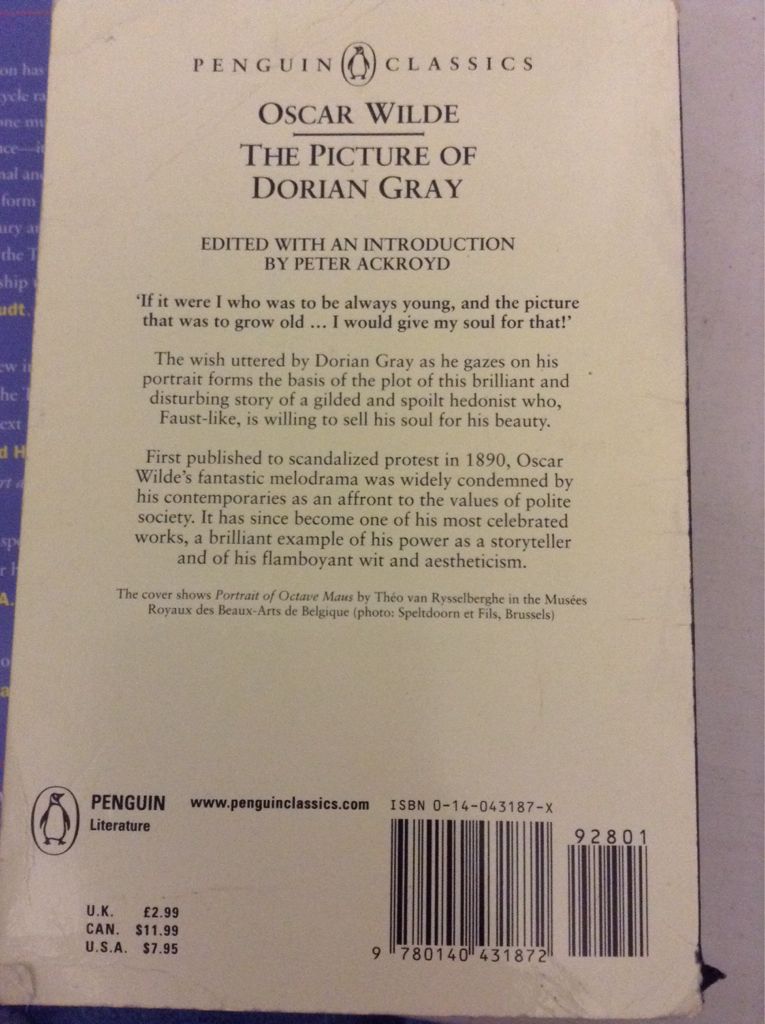 PENGUIN CLASSICS
OSCAR WILDE
THE PICTURE OF
DORIAN GRAY
EDITED WITH AN INTRODUCTION
BY PETER ACKROYD
'If it were I who was to be always young, and the picture
that was to grow old ... I would give my soul for that!'
The wish uttered by Dorian Gray as he gazes on his
portrait forms the basis of the plot of this brilliant and
disturbing story of a gilded and spoilt hedonist who,
Faust-like, is willing to sell his soul for his beauty.
First published to scandalized protest in 1890, Oscar
Wilde's fantastic melodrama was widely condemned by
his contemporaries as an affront to the values of polite
society. It has since become one of his most celebrated
works, a brilliant example of his power as a storyteller
and of his flamboyant wit and aestheticism.
The cover shows Portrait of Octave Maus by Théo van Rysselberghe in the Musées
Royaux des Beaux-Arts de Belgique (photo: Speltdoorn et Fils, Brussels)
PENGUIN
Literature
www.penguinclassics.com
ISBN 0-14-043187-X
92801
9 780140 431872
U.K. £2.99
CAN. $11.99
U.S.A. $7.95